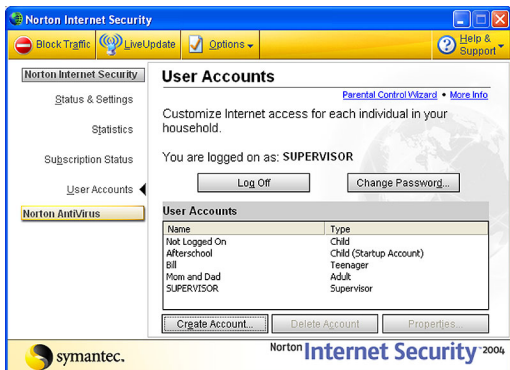 Norton Internet Security
Block Traffic LiveUpdate Options Help & Support
Norton Internet Security
Status & Settings
Statistics
Subscription Status
User Accounts
Norton AntiVirus
User Accounts
Parental Control Wizard • More Info
Customize Internet access for each individual in your
household.
You are logged on as: SUPERVISOR
Log Off Change Password...
User Accounts
Name Type
Not Logged On Child
Afterschool Child (Startup Account)
Bill Teenager
Mom and Dad Adult
SUPERVISOR Supervisor
Create Account... Delete Account Properties...
symantec.
Norton Internet Security 2004